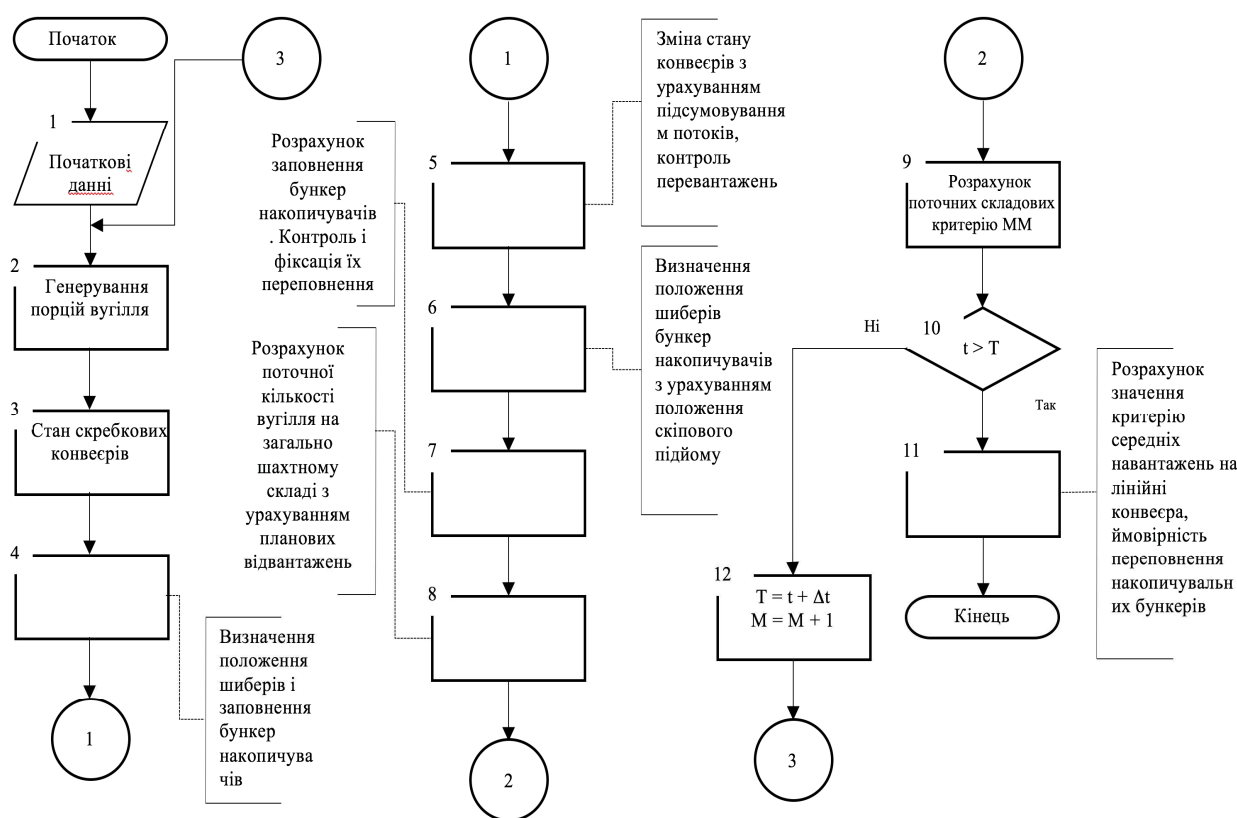 Початок
1
Початкові
данні
2
Генерування
порцій вугілля
3
Стан скребкових
конвеєрів
4
Визначення
положення
шиберів і
заповнення
бункер
накопичува
чів
1
3
Розрахунок
заповнення
бункер
накопичувачів
. Контроль і
фіксація їх
переповнення
Розрахунок
поточної
кількості
вугілля на
загально
шахтному
складі з
урахуванням
планових
відвантажень
1
5
Зміна стану
конвеєрів з
урахуванням
підсумовування
м потоків,
контроль
перевантажень
6
Визначення
положення
шиберів
бункер
накопичувачів
з урахуванням
положення
скіпового
підйому
7
8
2
2
9
Розрахунок
поточних складових
критерію ММ
10
t > T
Ні
Так
11
Розрахунок
значення
критерію
середніх
навантажень на
лінійні
конвеєра,
ймовірність
переповнення
накопичувальн
их бункерів
Кінець
12
T = t + Δt
M = M + 1
3